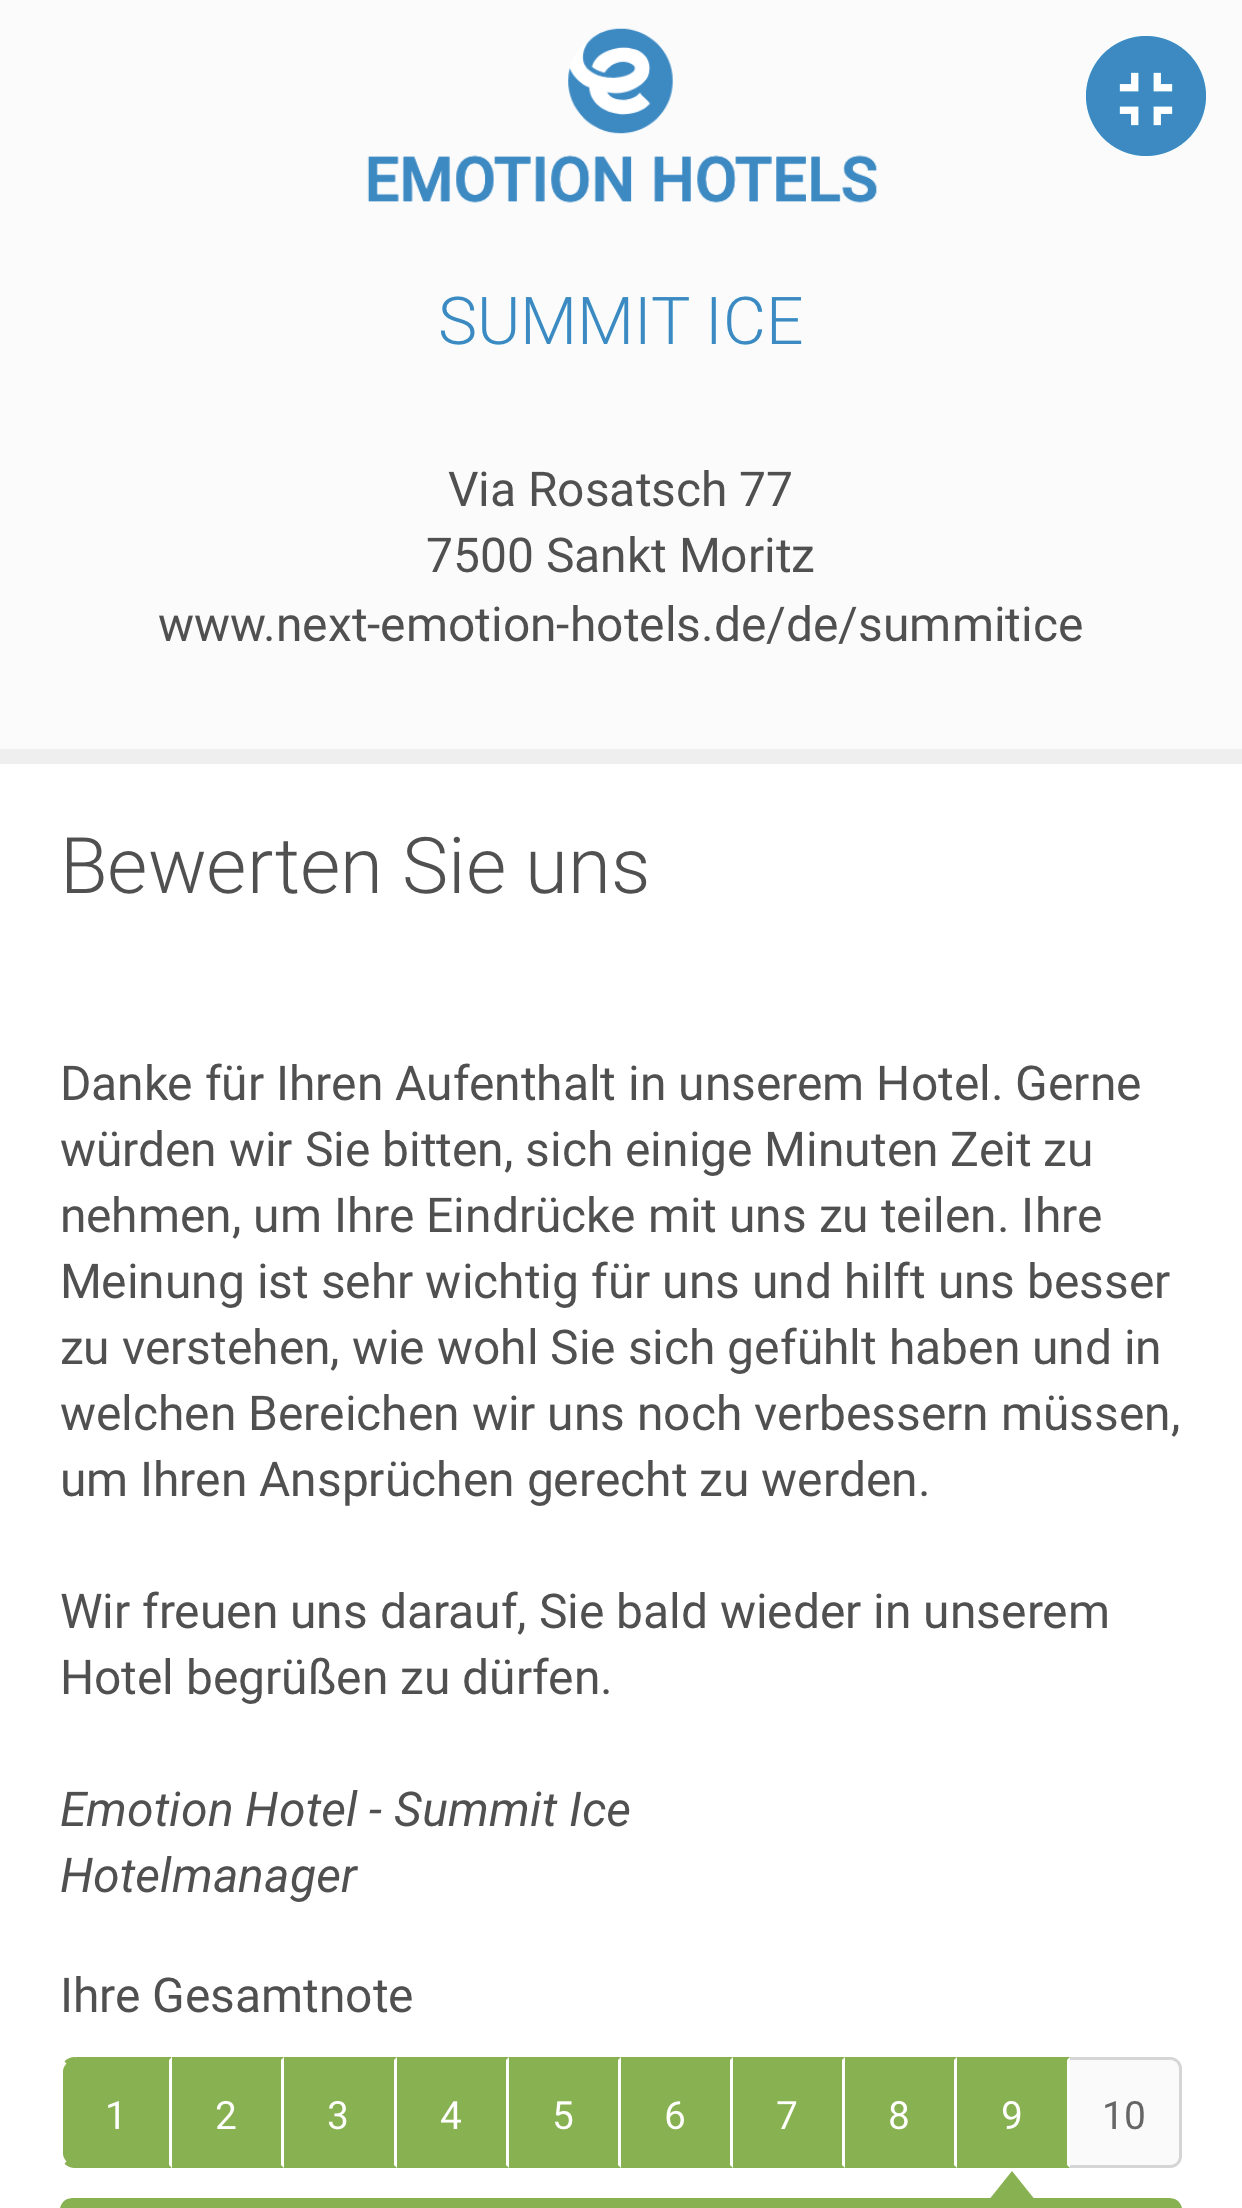 EMOTION HOTELS
SUMMIT ICE
Via Rosatsch 77
7500 Sankt Moritz
www.next-emotion-hotels.de/de/summitice
Bewerten Sie uns
Danke für Ihren Aufenthalt in unserem Hotel. Gerne
würden wir Sie bitten, sich einige Minuten Zeit zu
nehmen, um Ihre Eindrücke mit uns zu teilen. Ihre
Meinung ist sehr wichtig für uns und hilft uns besser
zu verstehen, wie wohl Sie sich gefühlt haben und in
welchen Bereichen wir uns noch verbessern müssen,
um Ihren Ansprüchen gerecht zu werden.
Wir freuen uns darauf, Sie bald wieder in unserem
Hotel begrüßen zu dürfen.
Emotion Hotel - Summit Ice
Hotelmanager
Ihre Gesamtnote
1 2 3 4 5 6 7 8 9 10